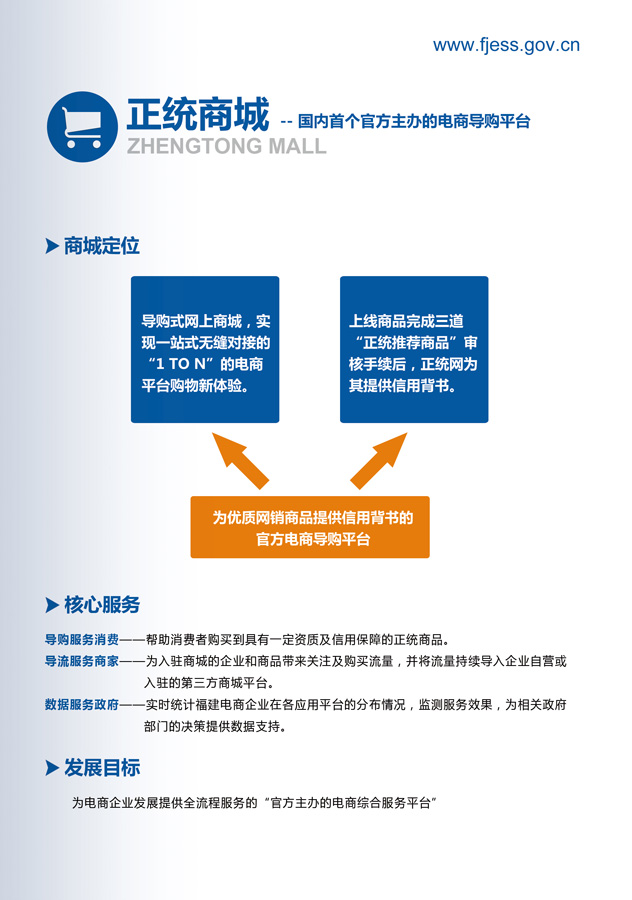 www.fjess.gov.cn
正统商城 -- 国内首个官方主办的电商导购平台
ZHENGTONG MALL
商城定位
导购式网上商城，实
现一站式无缝对接的
“1 TO N”的电商
平台购物新体验。
上线商品完成三道
“正统推荐商品”审
核手续后，正统网为
其提供信用背书。
为优质网销商品提供信用背书的
官方电商导购平台
核心服务
导购服务消费——帮助消费者购买到具有一定资质及信用保障的正统商品。
导流服务商家——为入驻商城的企业和商品带来关注及购买流量，并将流量持续导入企业自营或
入驻的第三方商城平台。
数据服务政府——实时统计福建电商企业在各应用平台的分布情况，监测服务效果，为相关政府
部门的决策提供数据支持。
发展目标
为电商企业发展提供全流程服务的“官方主办的电商综合服务平台”